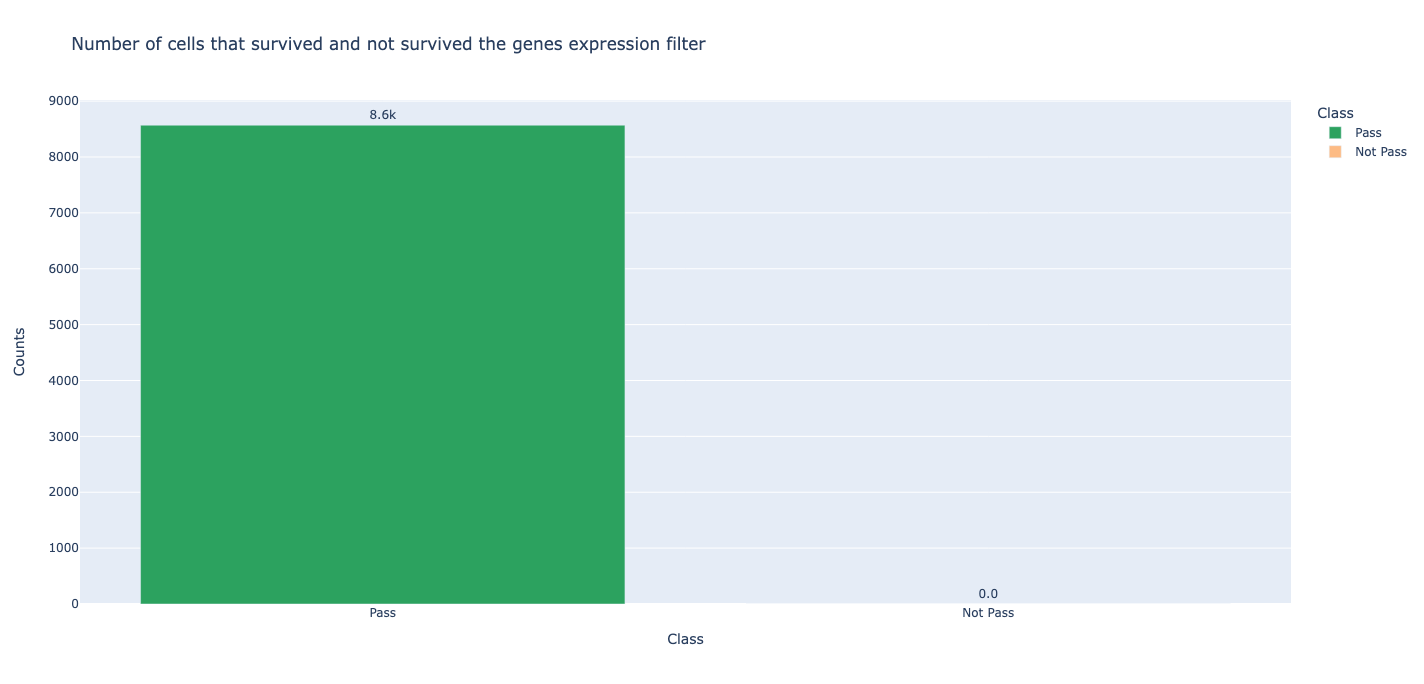 Number of cells that survived and not survived the genes expression filter
9000
8000
7000
6000
5000
4000
3000
2000
1000
0
Counts
8.6k
0.0
Pass
Not Pass
Class
Class
Pass
Not Pass